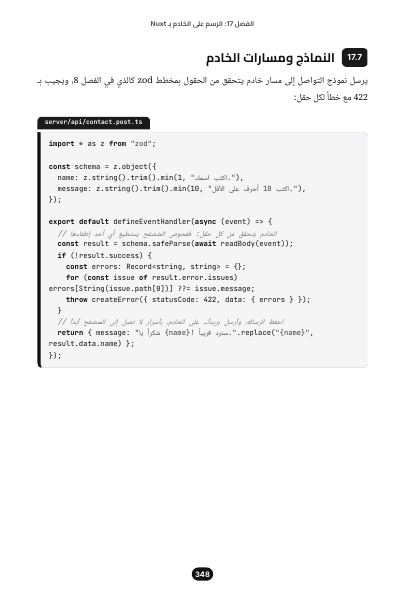 الفصل 17: الرسم على الخادم بـ Nuxt
17.7 النماذج ومسارات الخادم
يرسل نموذج التواصل إلى مسار خادم يتحقق من الحقول بمخطط zod كالذي في الفصل 8، ويجيب بـ
422 مع خطأ لكل حقل:
server/api/contact.post.ts
import * as z from "zod";
const schema = z.object({
name: z.string().trim().min(1, "اكتب اسمك."),
message: z.string().trim().min(10, "اكتب 10 أحرف على الأقل."),
});
export default defineEventHandler(async (event) => {
// الخادم يتحقق من كل حقل: ففحوص المتصفح يستطيع أي أحد إطفاءها
const result = schema.safeParse(await readBody(event));
if (!result.success) {
const errors: Record<string, string> = {};
for (const issue of result.error.issues)
errors[String(issue.path[0])] ??= issue.message;
throw createError({ statusCode: 422, data: { errors } });
}
// احفظ الرسالة، وأرسل بريدا… على الخادم، بأسرار لا تصل إلى المتصفح أبدا
return { message: "شكراً يا {name}! سنرد قريباً.".replace("{name}",
result.data.name) };
});
348